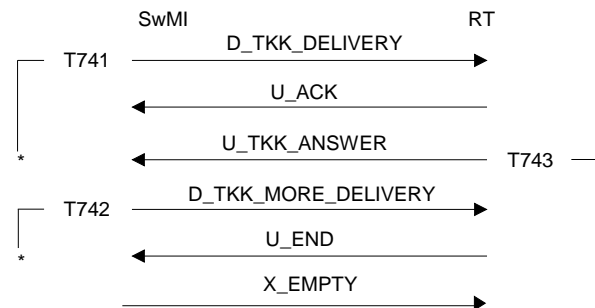 SwMI RT
D_TKK_DELIVERY
T741
U_ACK
U_TKK_ANSWER
* T743
D_TKK_MORE_DELIVERY
T742
U_END
*
X_EMPTY